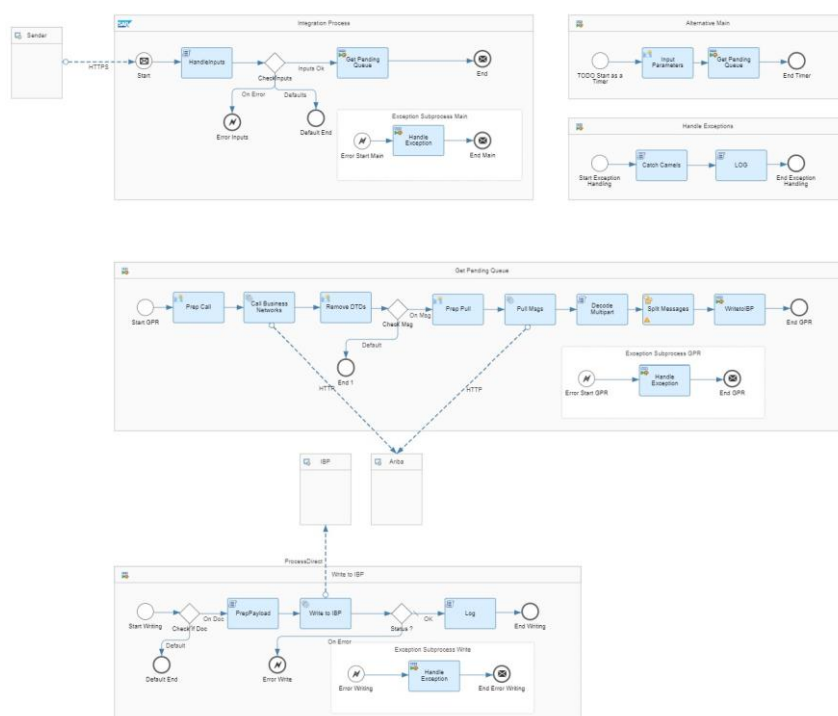 Integration Process
Sender
HTTPS
Start
HandleInputs
CheckInputs
Inputs Ok
Get Pending
Queue
End
On Error
Defaults
Error Inputs
Default End
Exception Subprocess Main
Error Start Main
Handle
Exception
End Main
Alternative Main
TODO Start as a
Timer
Input
Parameters
Get Pending
Queue
End Timer
Handle Exceptions
Start Exception
Handling
Catch Camels
LOG
End Exception
Handling
Get Pending Queue
Start GPR
Prep Call
Call Business
Networks
Remove DTDs
Check Msg
On Msg
Prep Pull
Pull Msgs
Decode
Multipart
Split Messages
WritetoIBP
End GPR
Default
End 1
HTTP
HTTP
Exception Subprocess GPR
Error Start GPR
Handle
Exception
End GPR
IBP
Ariba
ProcessDirect
Write to IBP
Start Writing
Check if Doc
On Doc
PrepPayload
Write to IBP
Status ?
OK
Log
End Writing
Default
Default End
On Error
Error Write
Exception Subprocess Write
Error Writing
Handle
Exception
End Error Writing